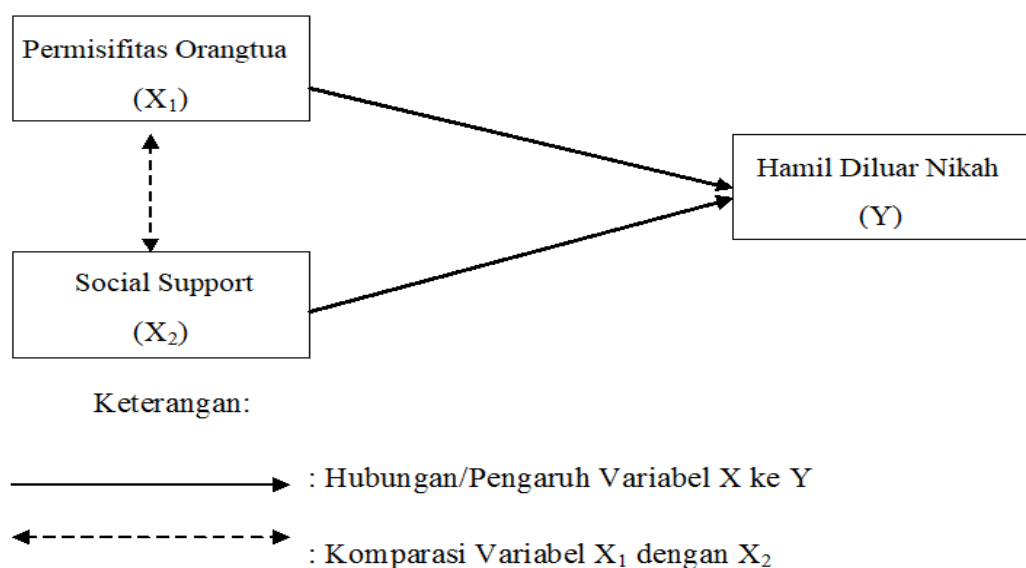 Permisifitas Orangtua
(X₁)
Hamil Diluar Nikah
(Y)
Social Support
(X₂)
Keterangan:
: Hubungan/Pengaruh Variabel X ke Y
: Komparasi Variabel X₁ dengan X₂